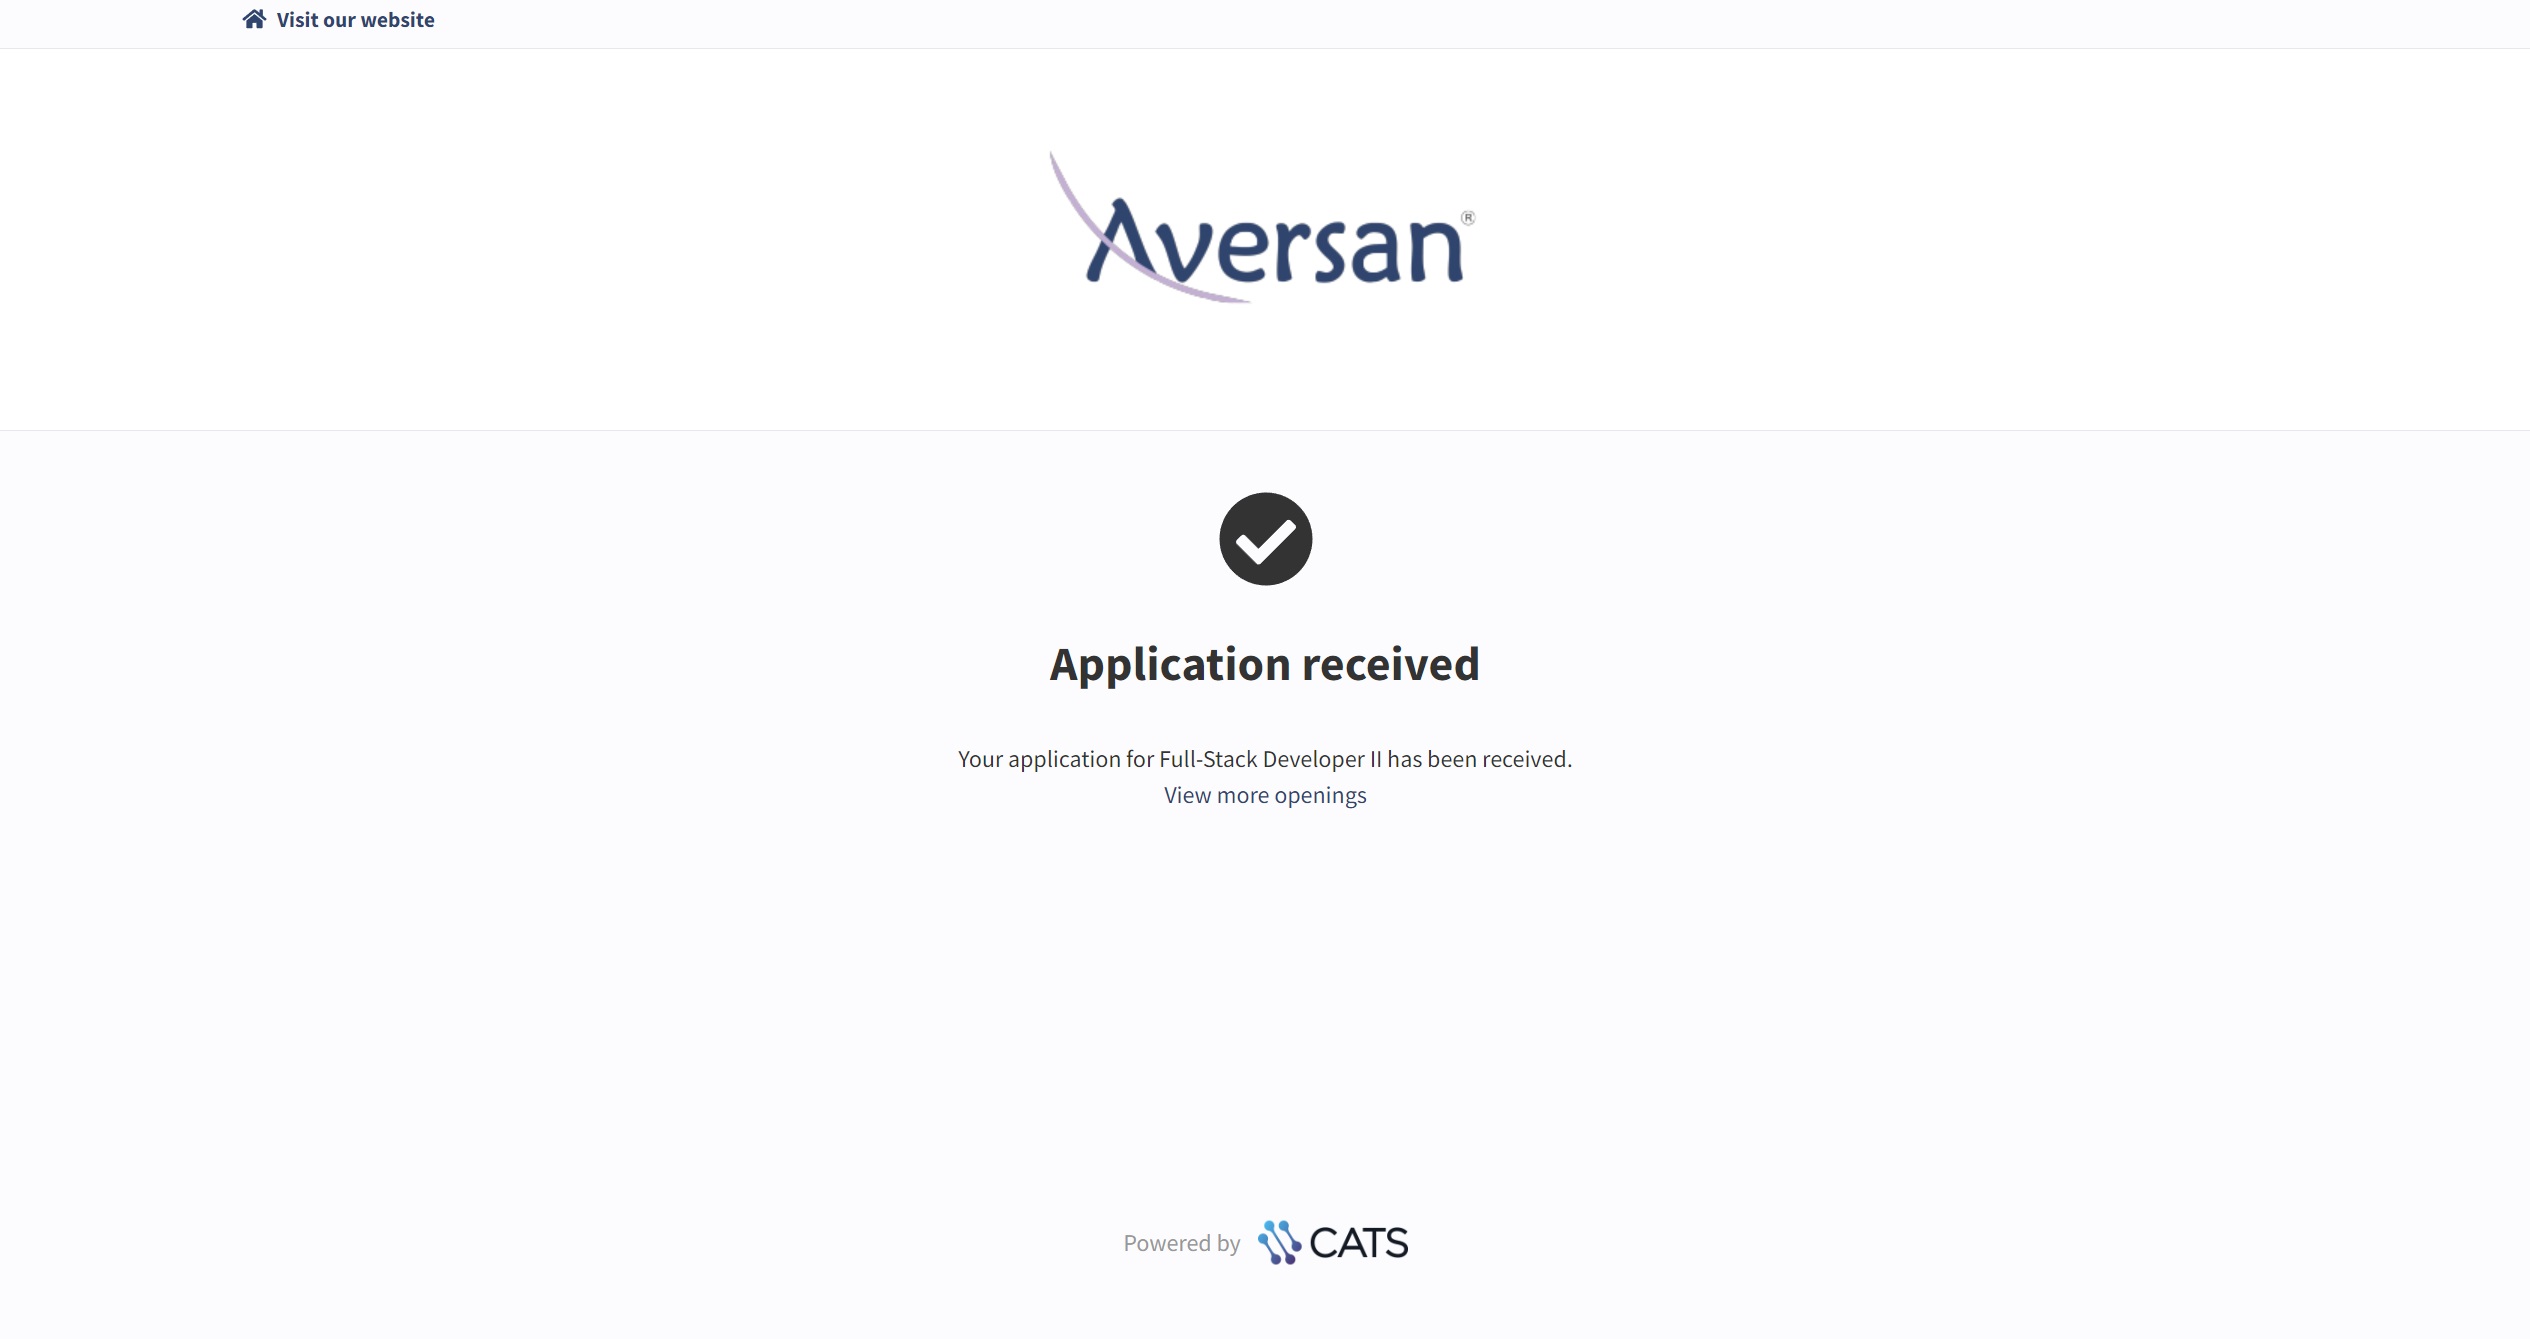 Visit our website
Aversan®
Application received
Your application for Full-Stack Developer II has been received.
View more openings
Powered by CATS